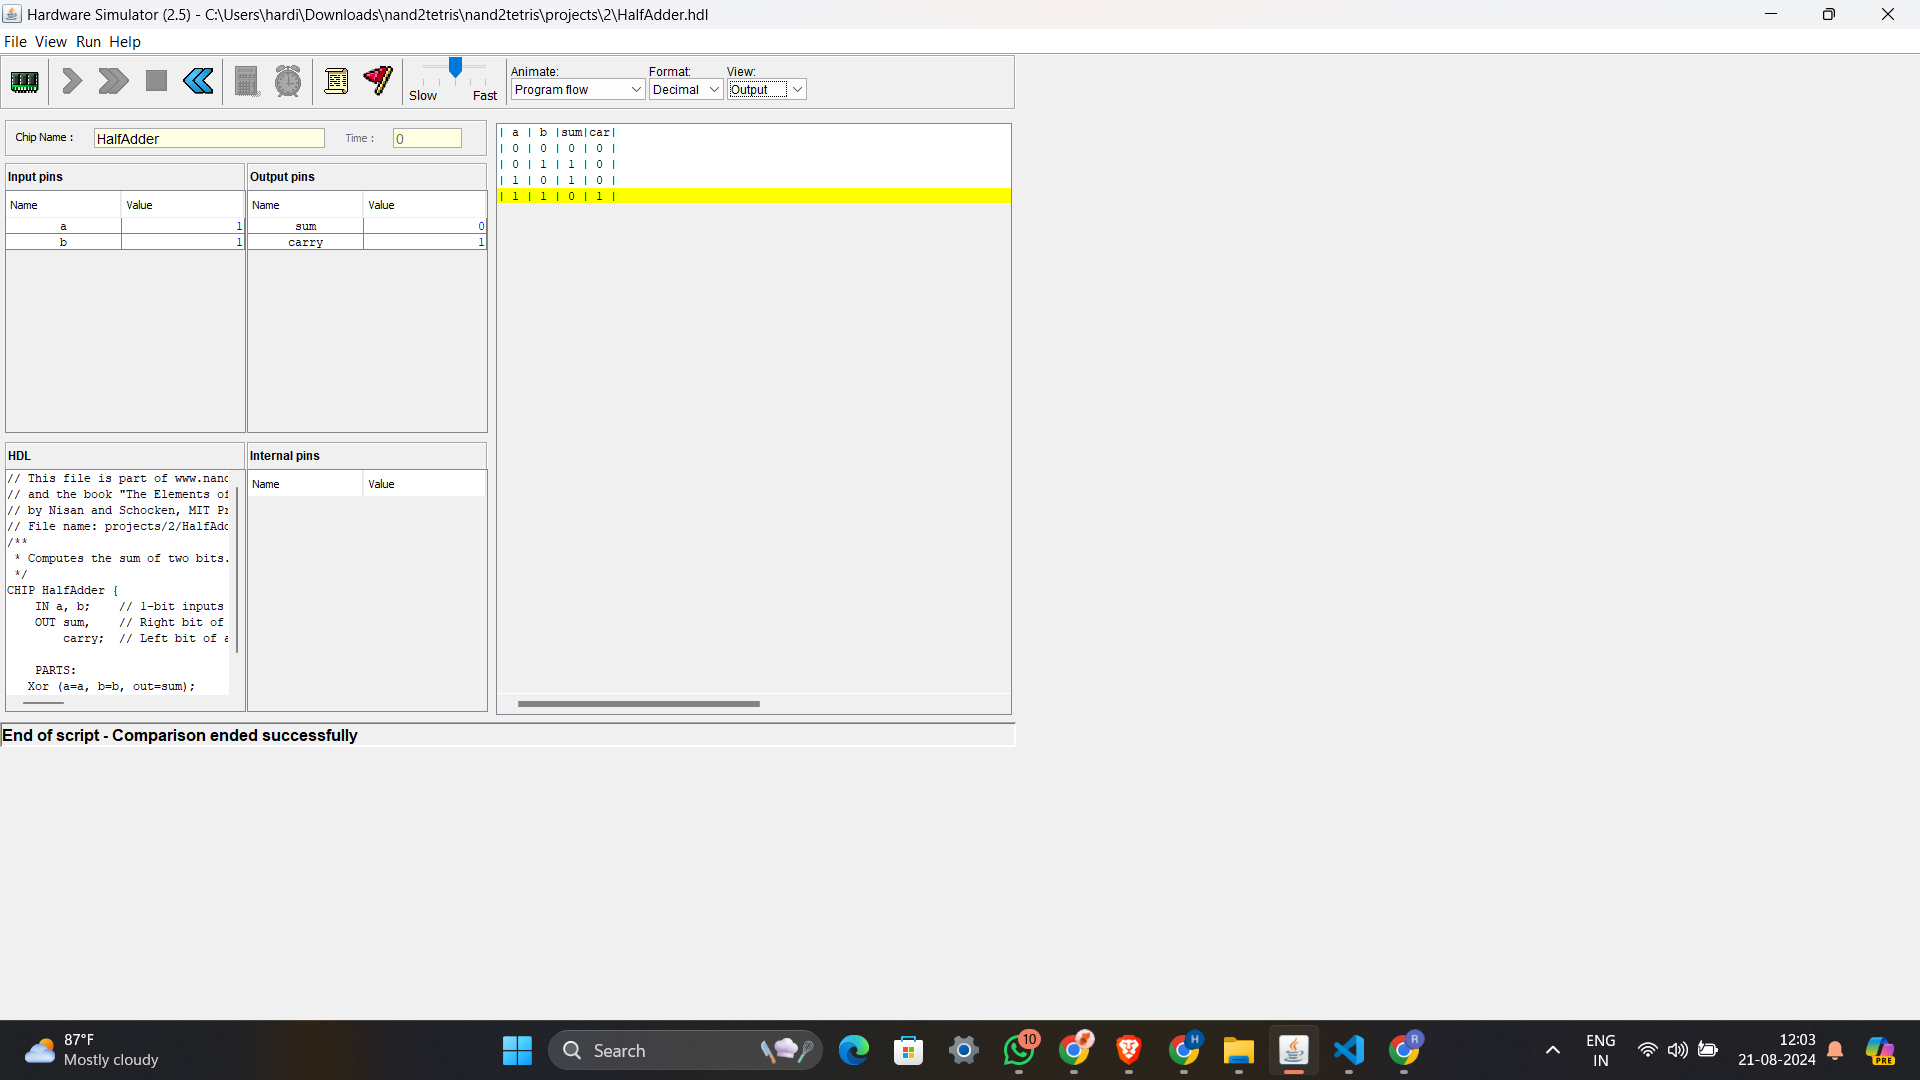 Hardware Simulator (2.5) - C:\Users\hardi\Downloads\nand2tetris\nand2tetris\projects\2\HalfAdder.hdl
File View Run Help
Slow Fast
Animate: Format: View:
Program flow Decimal Output
Chip Name : HalfAdder Time : 0
Input pins Output pins
Name Value Name Value
a 1 sum 0
b 1 carry 1
| a | b |sum|car|
| 0 | 0 | 0 | 0 |
| 0 | 1 | 1 | 0 |
| 1 | 0 | 1 | 0 |
| 1 | 1 | 0 | 1 |
HDL
// This file is part of www.nand
// and the book "The Elements of
// by Nisan and Schocken, MIT Pr
// File name: projects/2/HalfAdd
/**
* Computes the sum of two bits.
*/
CHIP HalfAdder {
IN a, b; // 1-bit inputs
OUT sum, // Right bit of
carry; // Left bit of a
PARTS:
Xor (a=a, b=b, out=sum);
Internal pins
Name Value
End of script - Comparison ended successfully
87°F
Mostly cloudy
Search
10
H
R
ENG
IN
12:03
21-08-2024
PRE